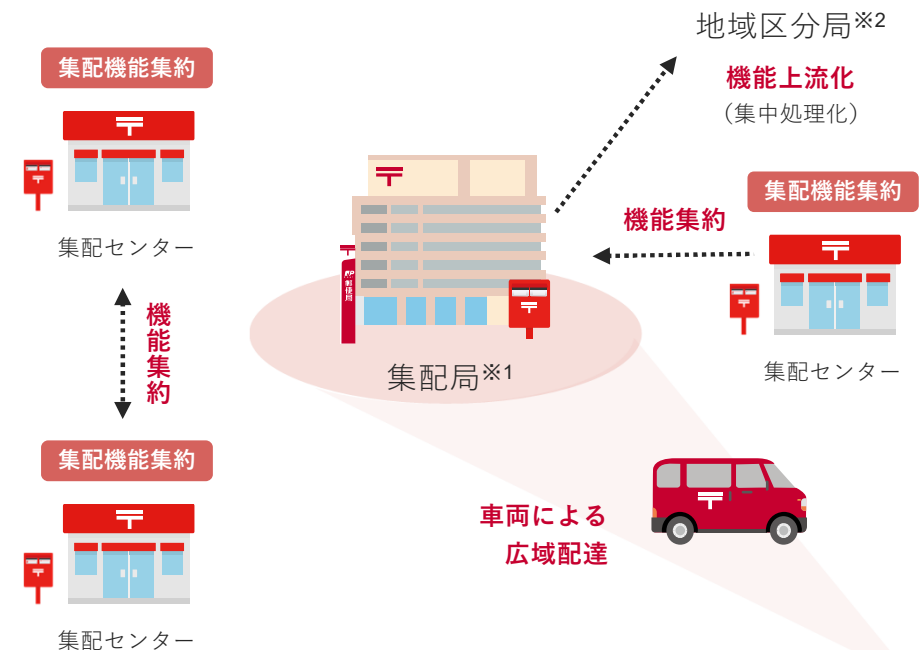 地域区分局※2
機能上流化
（集中処理化）
集配機能集約
集配センター
機能集約
集配機能集約
集配センター
郵便局
集配局※1
機能集約
集配機能集約
集配センター
車両による
広域配達